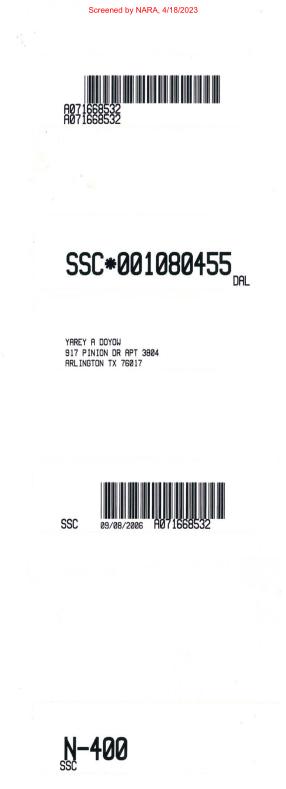 Screened by NARA, 4/18/2023
A071668532
A071668532
SSC*001080455
DAL
YAREY A DOYOW
917 PINION DR APT 3804
ARLINGTON TX 76017
SSC 09/08/2006 A071668532
N-400
SSC